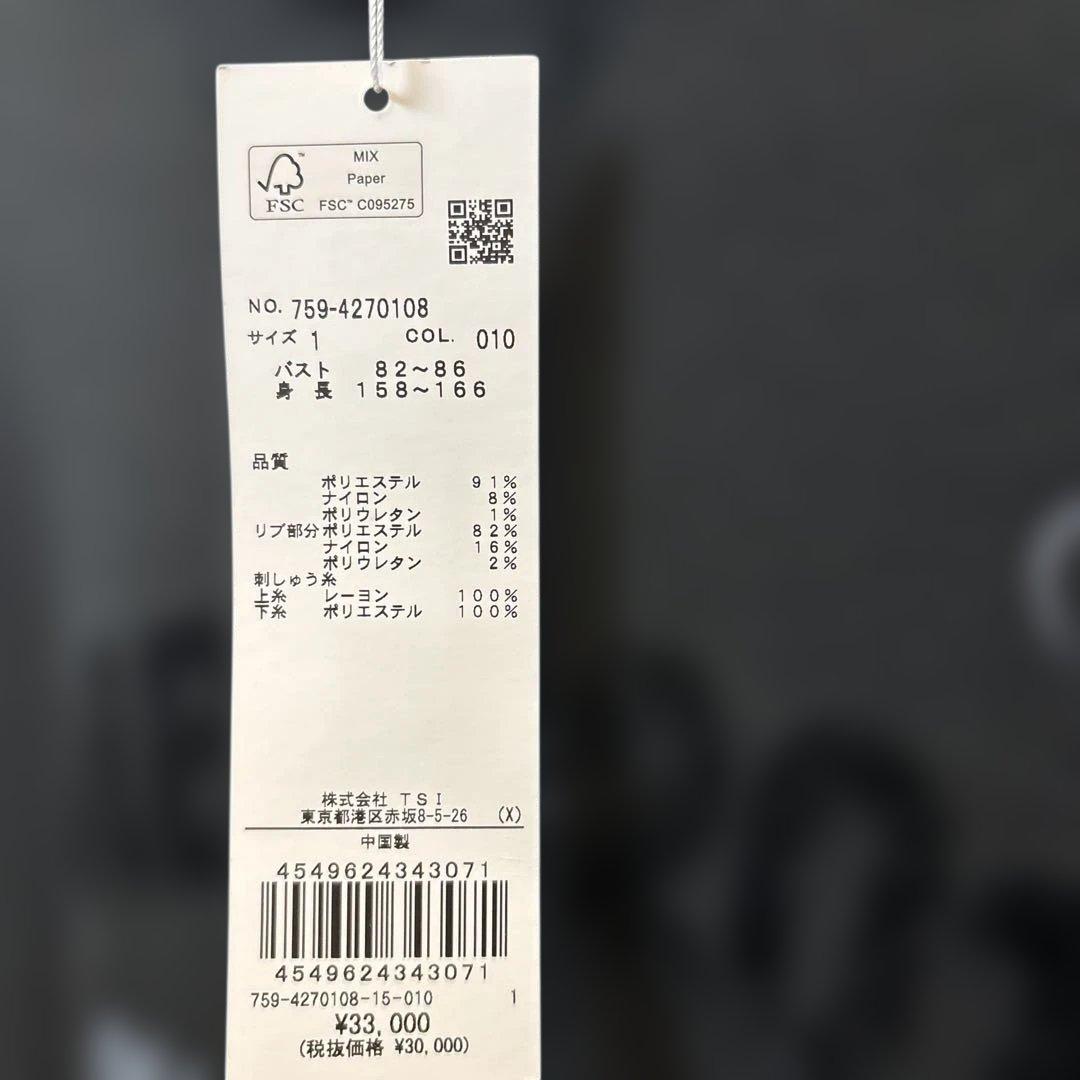 MIX
Paper
FSC™ FSC™ C095275
NO. 759-4270108
サイズ 1 COL. 010
バスト 82～86
身 長 158～166
品質
ポリエステル 91%
ナイロン 8%
ポリウレタン 1%
リブ部分 ポリエステル 82%
ナイロン 16%
ポリウレタン 2%
刺しゅう糸
上糸 レーヨン 100%
下糸 ポリエステル 100%
株式会社 TSI
東京都港区赤坂8-5-26 (X)
中国製
4549624343071
4549624343071
759-4270108-15-010 1
¥33,000
(税抜価格 ¥30,000)